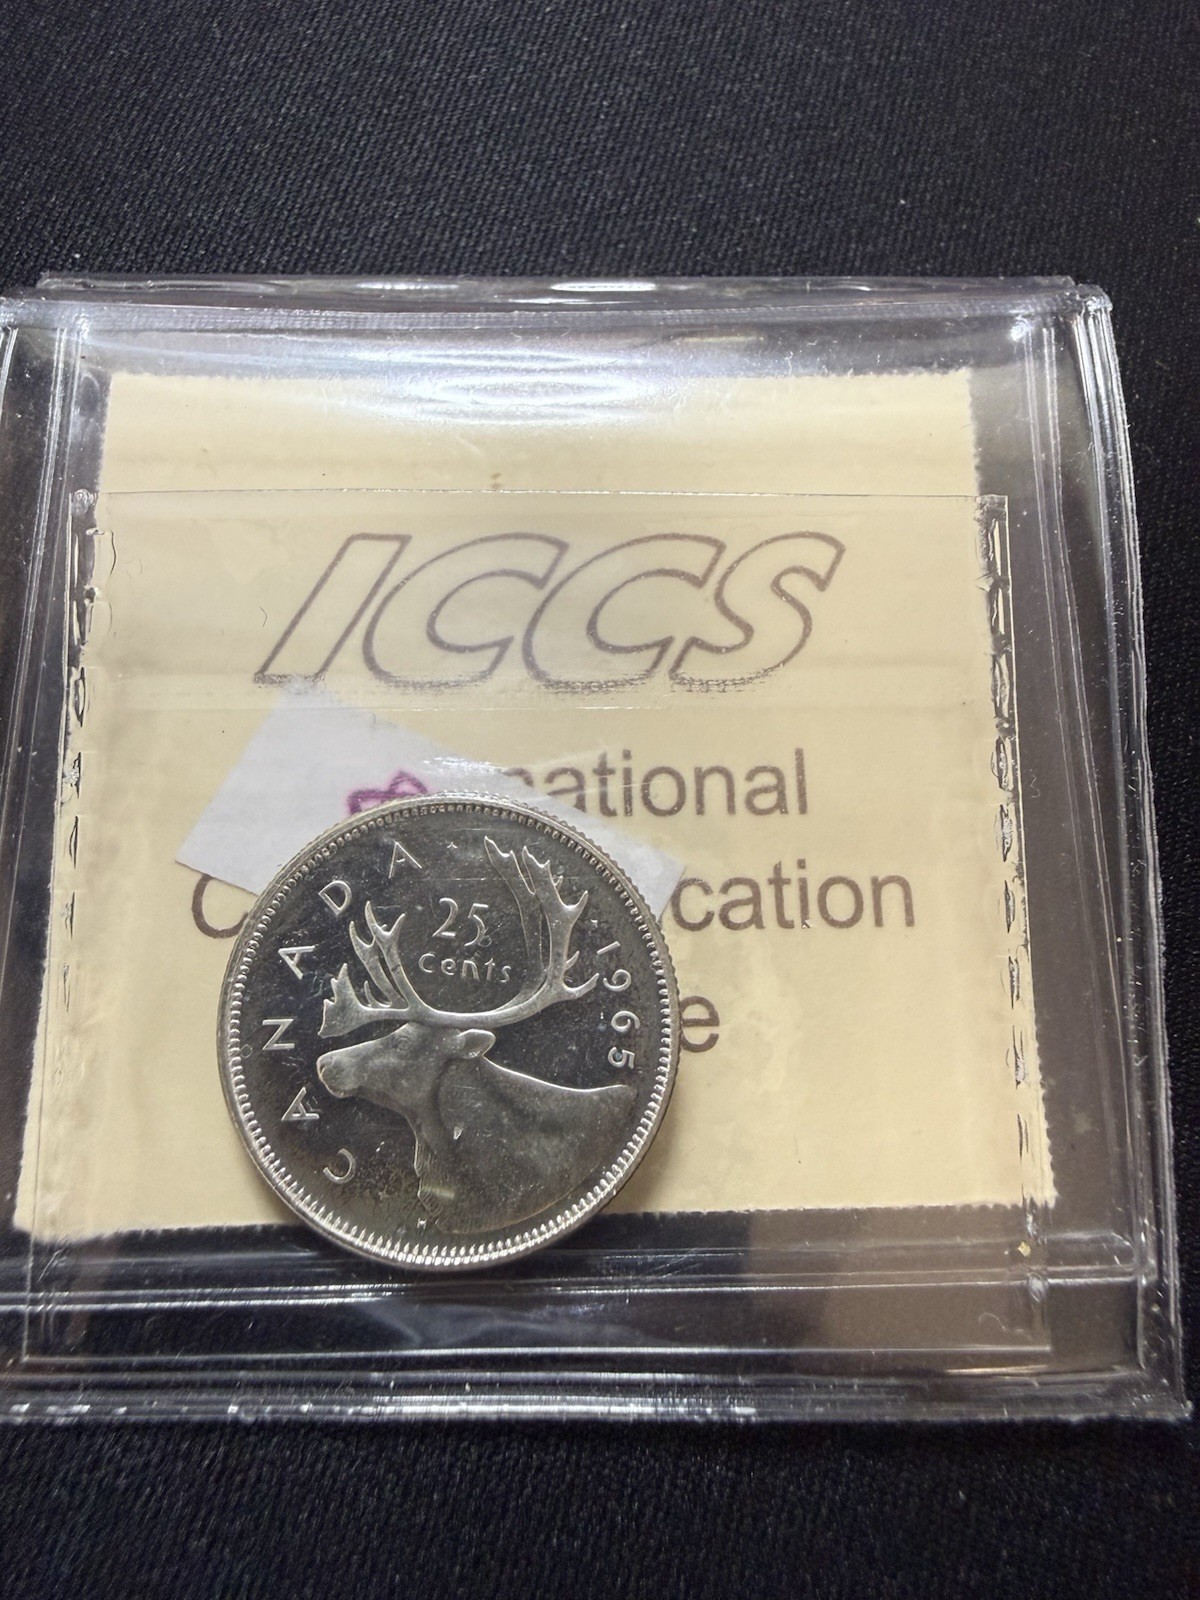 ICCS
national
C cation
e
CANADA
25
cents
1965
H